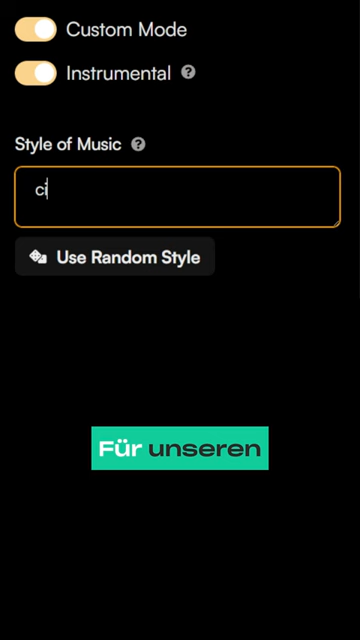 Custom Mode
Instrumental ?
Style of Music ?
ci
Use Random Style
Für unseren